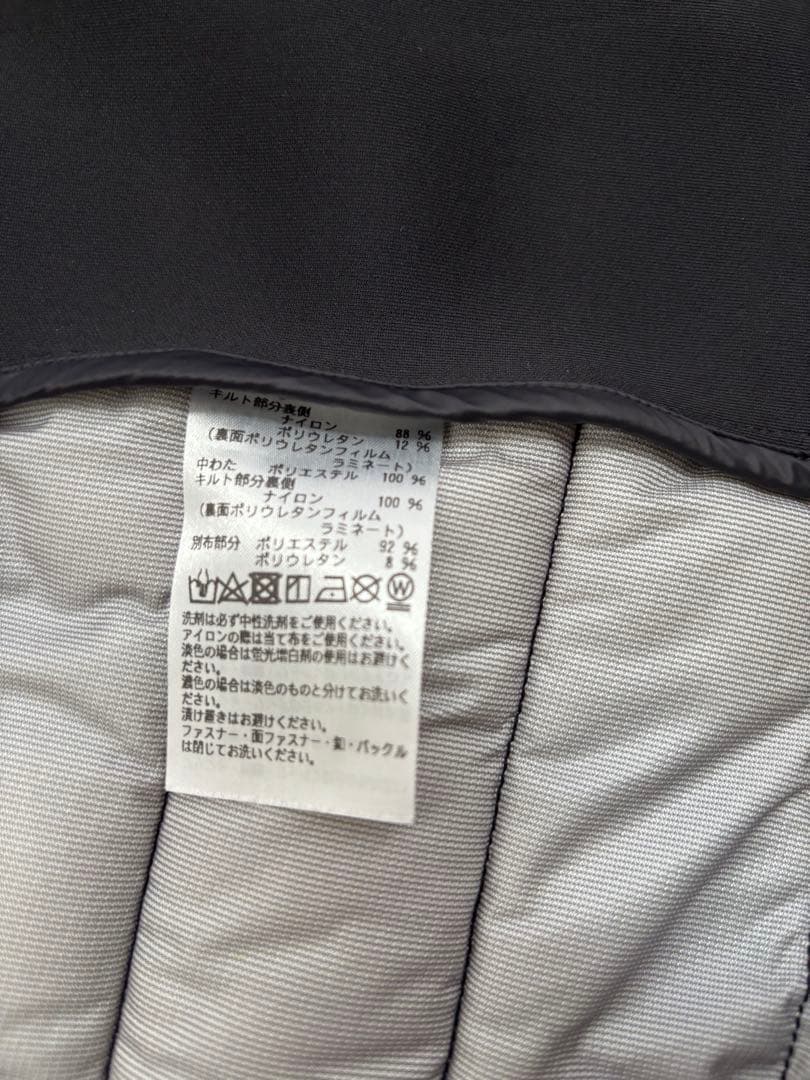 キルト部分表側
ナイロン 88 %
ポリウレタン 12 %
(裏面ポリウレタンフィルム
ラミネート)
中わた ポリエステル 100 %
キルト部分裏側
ナイロン 100 %
(裏面ポリウレタンフィルム
ラミネート)
別布部分 ポリエステル 92 %
ポリウレタン 8 %
W
洗剤は必ず中性洗剤をご使用ください。
アイロンの際は当て布をご使用ください。
淡色の場合は蛍光増白剤の使用はお避けく
ださい。
濃色の場合は淡色のものと分けてお洗いく
ださい。
漬け置きはお避けください。
ファスナー・面ファスナー・釦・バックル
は閉じてお洗いください。